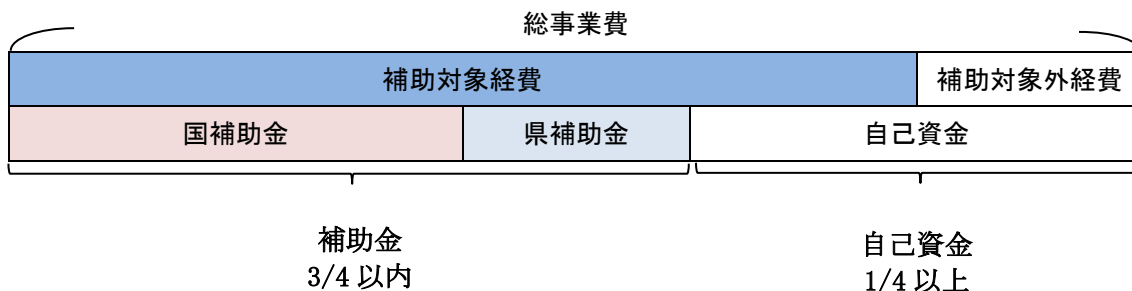 総事業費
補助対象経費
補助対象外経費
国補助金
県補助金
自己資金
補助金
3/4 以内
自己資金
1/4 以上